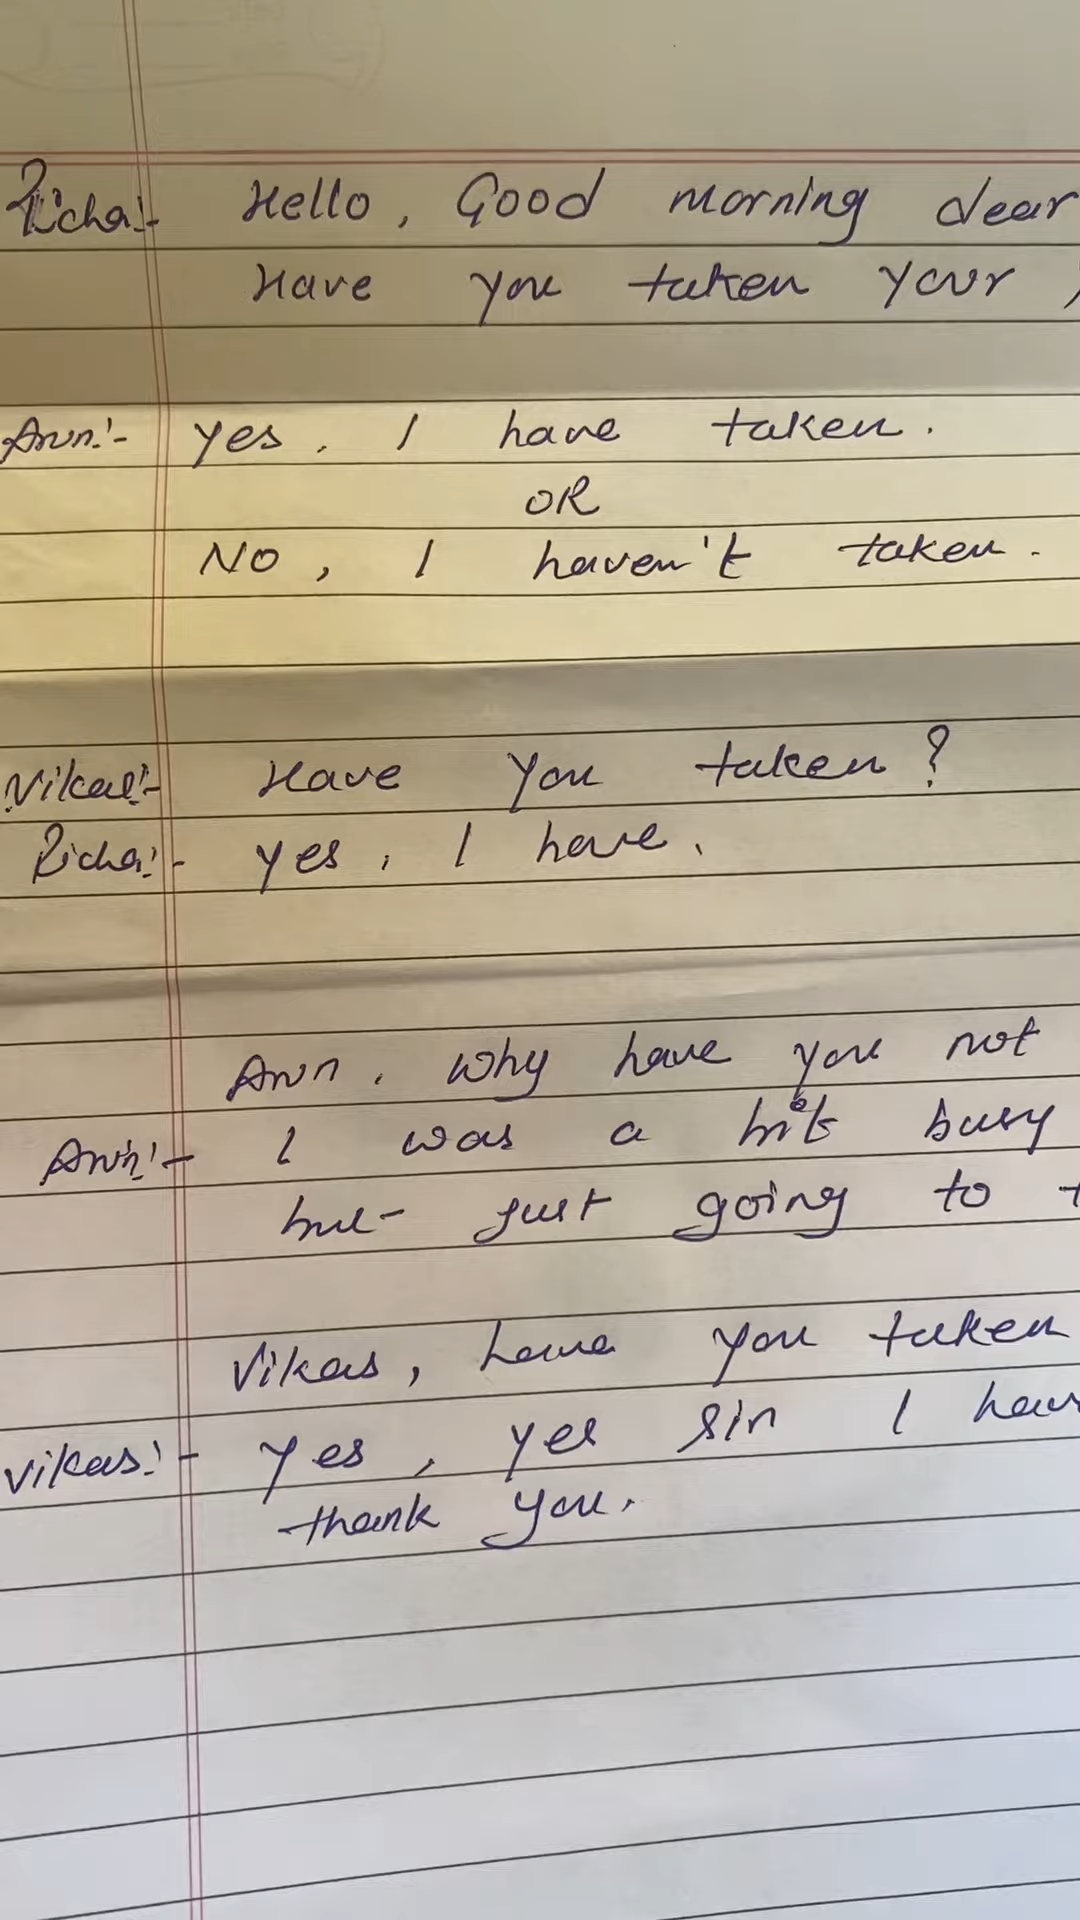 Richa:- Hello, Good morning dear
Have you taken your
Arun:- yes, I have taken.
OR
NO, I haven't taken.
Vikas:- Have you taken?
Richa:- yes, I have.
Arun, why have you not
Arun:- I was a bit busy
but just going to
Vikas, have you taken
Vikas:- yes, yes sir I have
thank you.